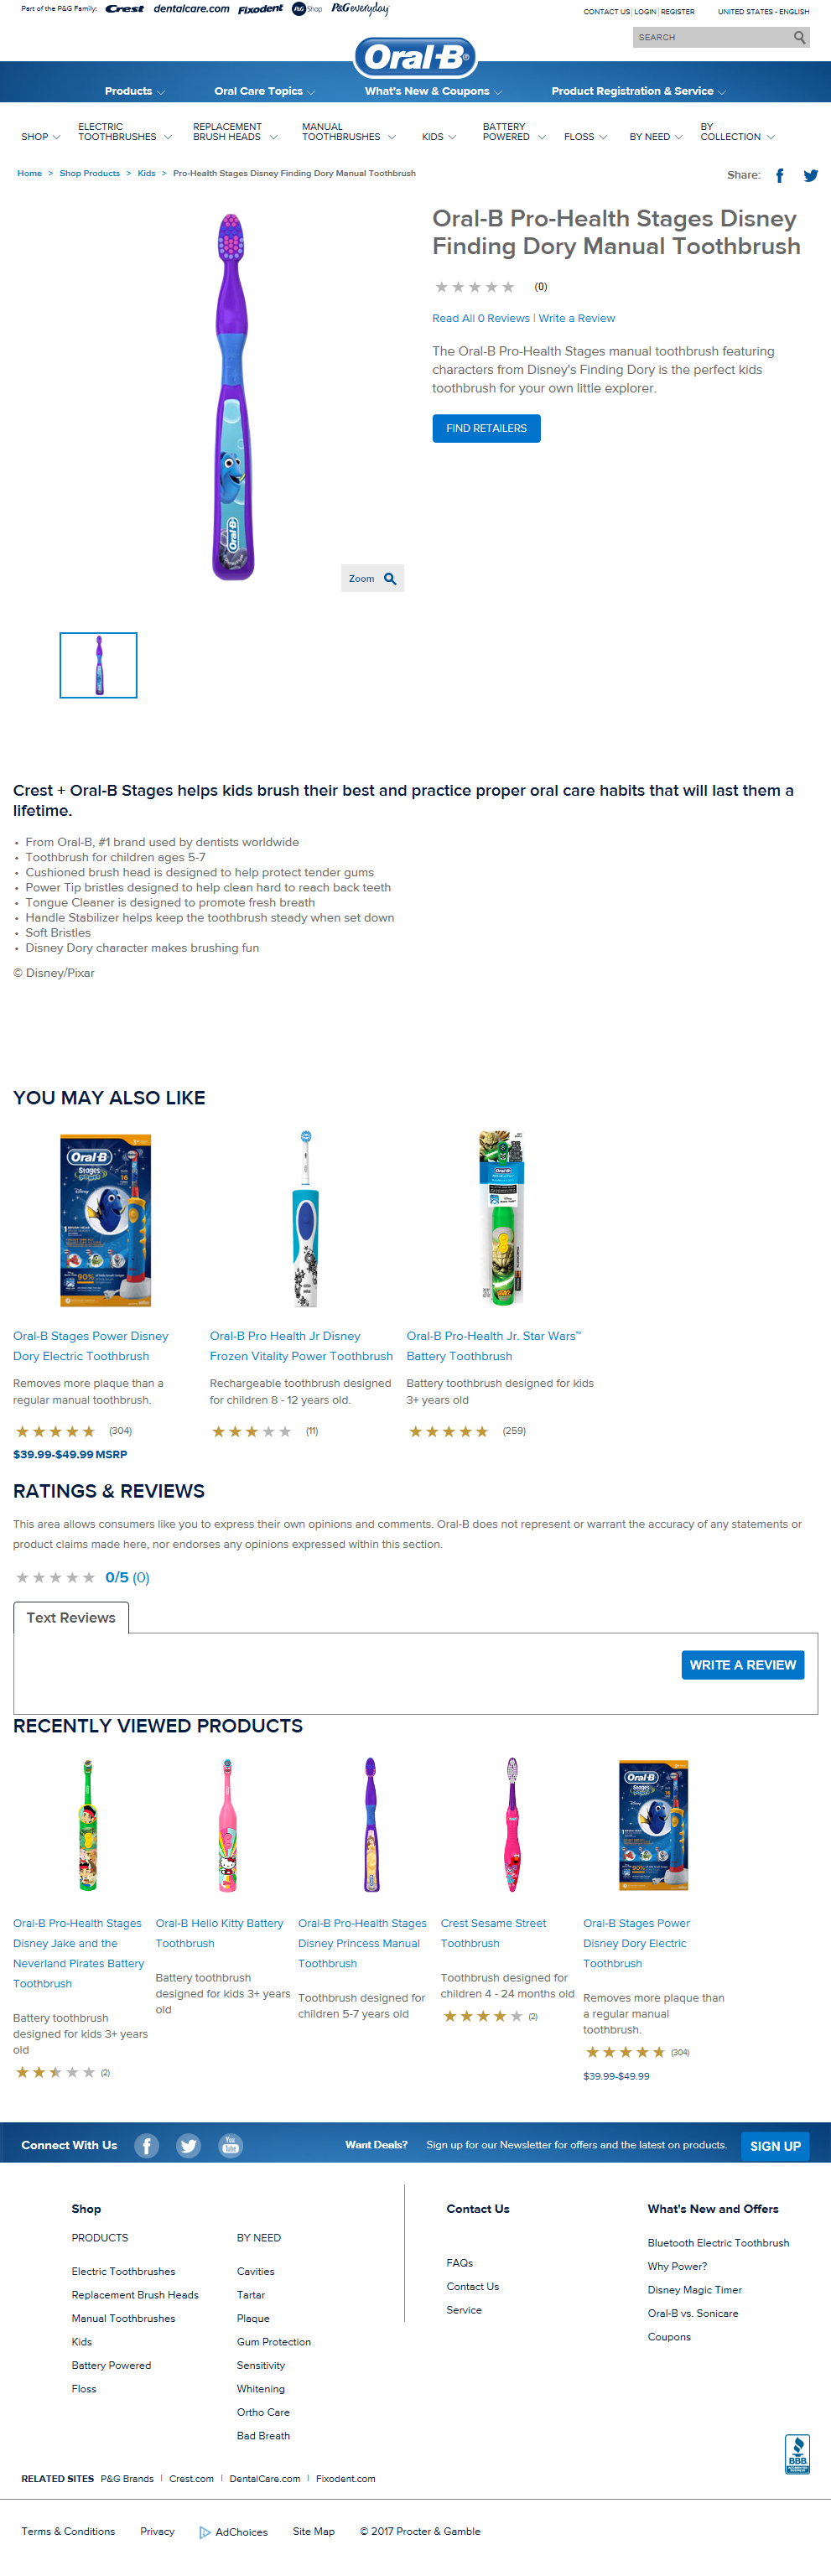 Part of the P&G Family: Crest dentalcare.com Fixodent P&G Shop P&Geveryday
CONTACT US | LOGIN | REGISTER UNITED STATES - ENGLISH
SEARCH
Oral-B®
Products Oral Care Topics What's New & Coupons Product Registration & Service
SHOP ELECTRIC TOOTHBRUSHES REPLACEMENT BRUSH HEADS MANUAL TOOTHBRUSHES KIDS BATTERY POWERED FLOSS BY NEED BY COLLECTION
Home > Shop Products > Kids > Pro-Health Stages Disney Finding Dory Manual Toothbrush
Share:
Oral-B Pro-Health Stages Disney
Finding Dory Manual Toothbrush
(0)
Read All 0 Reviews | Write a Review
The Oral-B Pro-Health Stages manual toothbrush featuring
characters from Disney's Finding Dory is the perfect kids
toothbrush for your own little explorer.
FIND RETAILERS
Oral-B
Zoom
Crest + Oral-B Stages helps kids brush their best and practice proper oral care habits that will last them a
lifetime.
• From Oral-B, #1 brand used by dentists worldwide
• Toothbrush for children ages 5-7
• Cushioned brush head is designed to help protect tender gums
• Power Tip bristles designed to help clean hard to reach back teeth
• Tongue Cleaner is designed to promote fresh breath
• Handle Stabilizer helps keep the toothbrush steady when set down
• Soft Bristles
• Disney Dory character makes brushing fun
© Disney/Pixar
YOU MAY ALSO LIKE
Oral-B
Stages
POWER
90%
Oral-B Stages Power Disney
Dory Electric Toothbrush
Removes more plaque than a
regular manual toothbrush.
(304)
$39.99-$49.99 MSRP
Oral-B Pro Health Jr Disney
Frozen Vitality Power Toothbrush
Rechargeable toothbrush designed
for children 8 - 12 years old.
(11)
Oral-B
Oral-B Pro-Health Jr. Star Wars™
Battery Toothbrush
Battery toothbrush designed for kids
3+ years old
(259)
RATINGS & REVIEWS
This area allows consumers like you to express their own opinions and comments. Oral-B does not represent or warrant the accuracy of any statements or
product claims made here, nor endorses any opinions expressed within this section.
0/5 (0)
Text Reviews
WRITE A REVIEW
RECENTLY VIEWED PRODUCTS
Oral-B Pro-Health Stages
Disney Jake and the
Neverland Pirates Battery
Toothbrush
Battery toothbrush
designed for kids 3+ years
old
(2)
Oral-B Hello Kitty Battery
Toothbrush
Battery toothbrush
designed for kids 3+ years
old
Oral-B Pro-Health Stages
Disney Princess Manual
Toothbrush
Toothbrush designed for
children 5-7 years old
Crest Sesame Street
Toothbrush
Toothbrush designed for
children 4 - 24 months old
(2)
Oral-B
Stages
90%
Oral-B Stages Power
Disney Dory Electric
Toothbrush
Removes more plaque than
a regular manual
toothbrush.
(304)
$39.99-$49.99
Connect With Us
You Tube
Want Deals? Sign up for our Newsletter for offers and the latest on products. SIGN UP
Shop
PRODUCTS
Electric Toothbrushes
Replacement Brush Heads
Manual Toothbrushes
Kids
Battery Powered
Floss
BY NEED
Cavities
Tartar
Plaque
Gum Protection
Sensitivity
Whitening
Ortho Care
Bad Breath
Contact Us
FAQs
Contact Us
Service
What's New and Offers
Bluetooth Electric Toothbrush
Why Power?
Disney Magic Timer
Oral-B vs. Sonicare
Coupons
BBB
RELATED SITES P&G Brands | Crest.com | DentalCare.com | Fixodent.com
Terms & Conditions Privacy AdChoices Site Map © 2017 Procter & Gamble